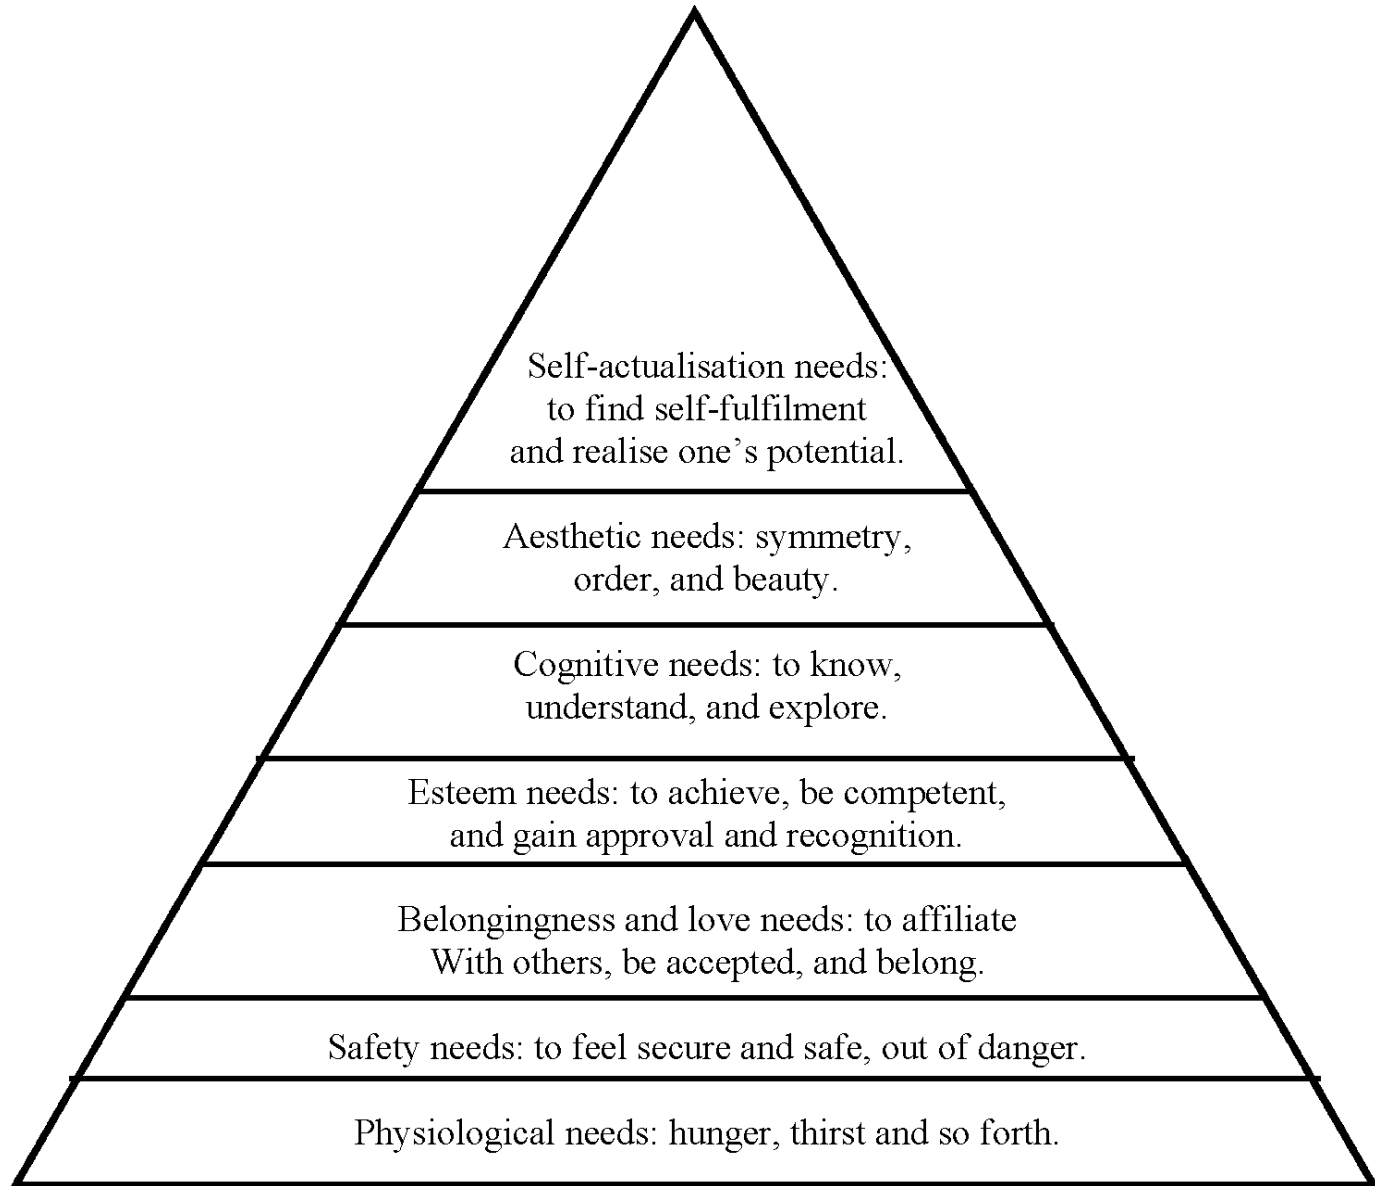 Self-actualisation needs:
to find self-fulfilment
and realise one’s potential.
Aesthetic needs: symmetry,
order, and beauty.
Cognitive needs: to know,
understand, and explore.
Esteem needs: to achieve, be competent,
and gain approval and recognition.
Belongingness and love needs: to affiliate
With others, be accepted, and belong.
Safety needs: to feel secure and safe, out of danger.
Physiological needs: hunger, thirst and so forth.